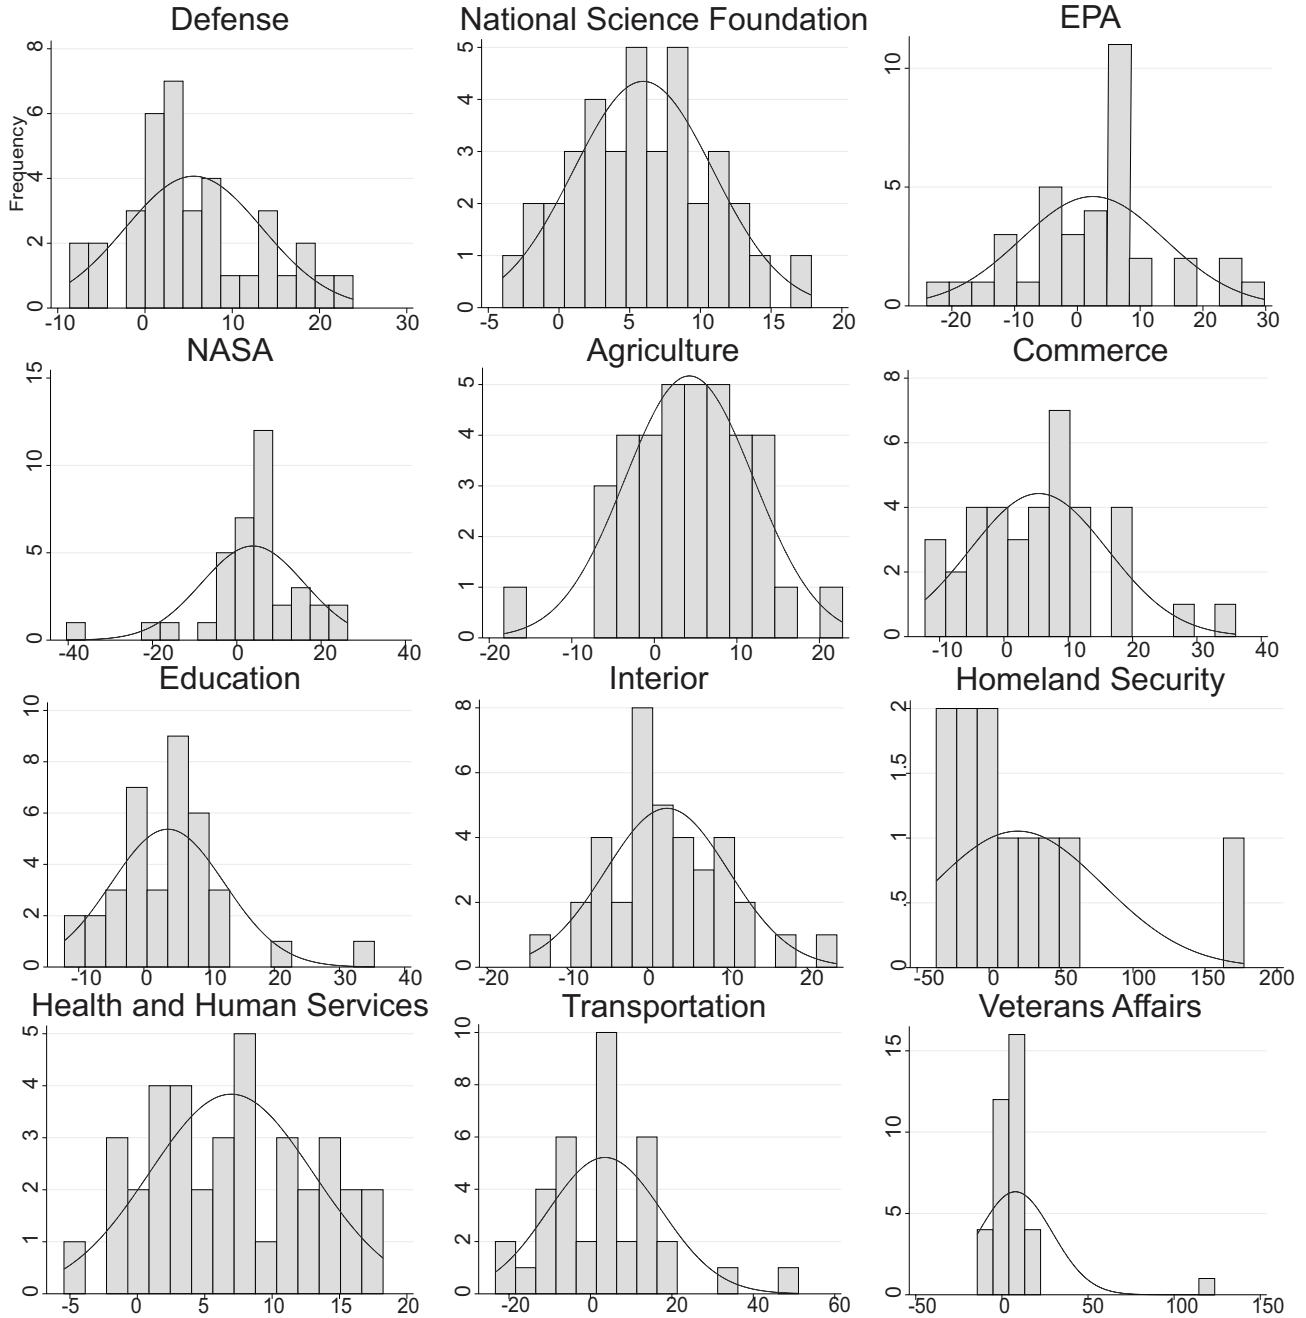 Defense
National Science Foundation
EPA
Frequency
0 2 4 6 8
-10 0 10 20 30
0 1 2 3 4 5
-5 0 5 10 15 20
0 5 10
-20 -10 0 10 20 30
NASA
Agriculture
Commerce
0 5 10 15
-40 -20 0 20 40
0 1 2 3 4 5
-20 -10 0 10 20
0 2 4 6 8
-10 0 10 20 30 40
Education
Interior
Homeland Security
0 2 4 6 8 10
-10 0 10 20 30 40
0 2 4 6 8
-20 -10 0 10 20
0 .5 1 1.5 2
-50 0 50 100 150 200
Health and Human Services
Transportation
Veterans Affairs
0 1 2 3 4 5
-5 0 5 10 15 20
0 2 4 6 8 10
-20 0 20 40 60
0 5 10 15
-50 0 50 100 150